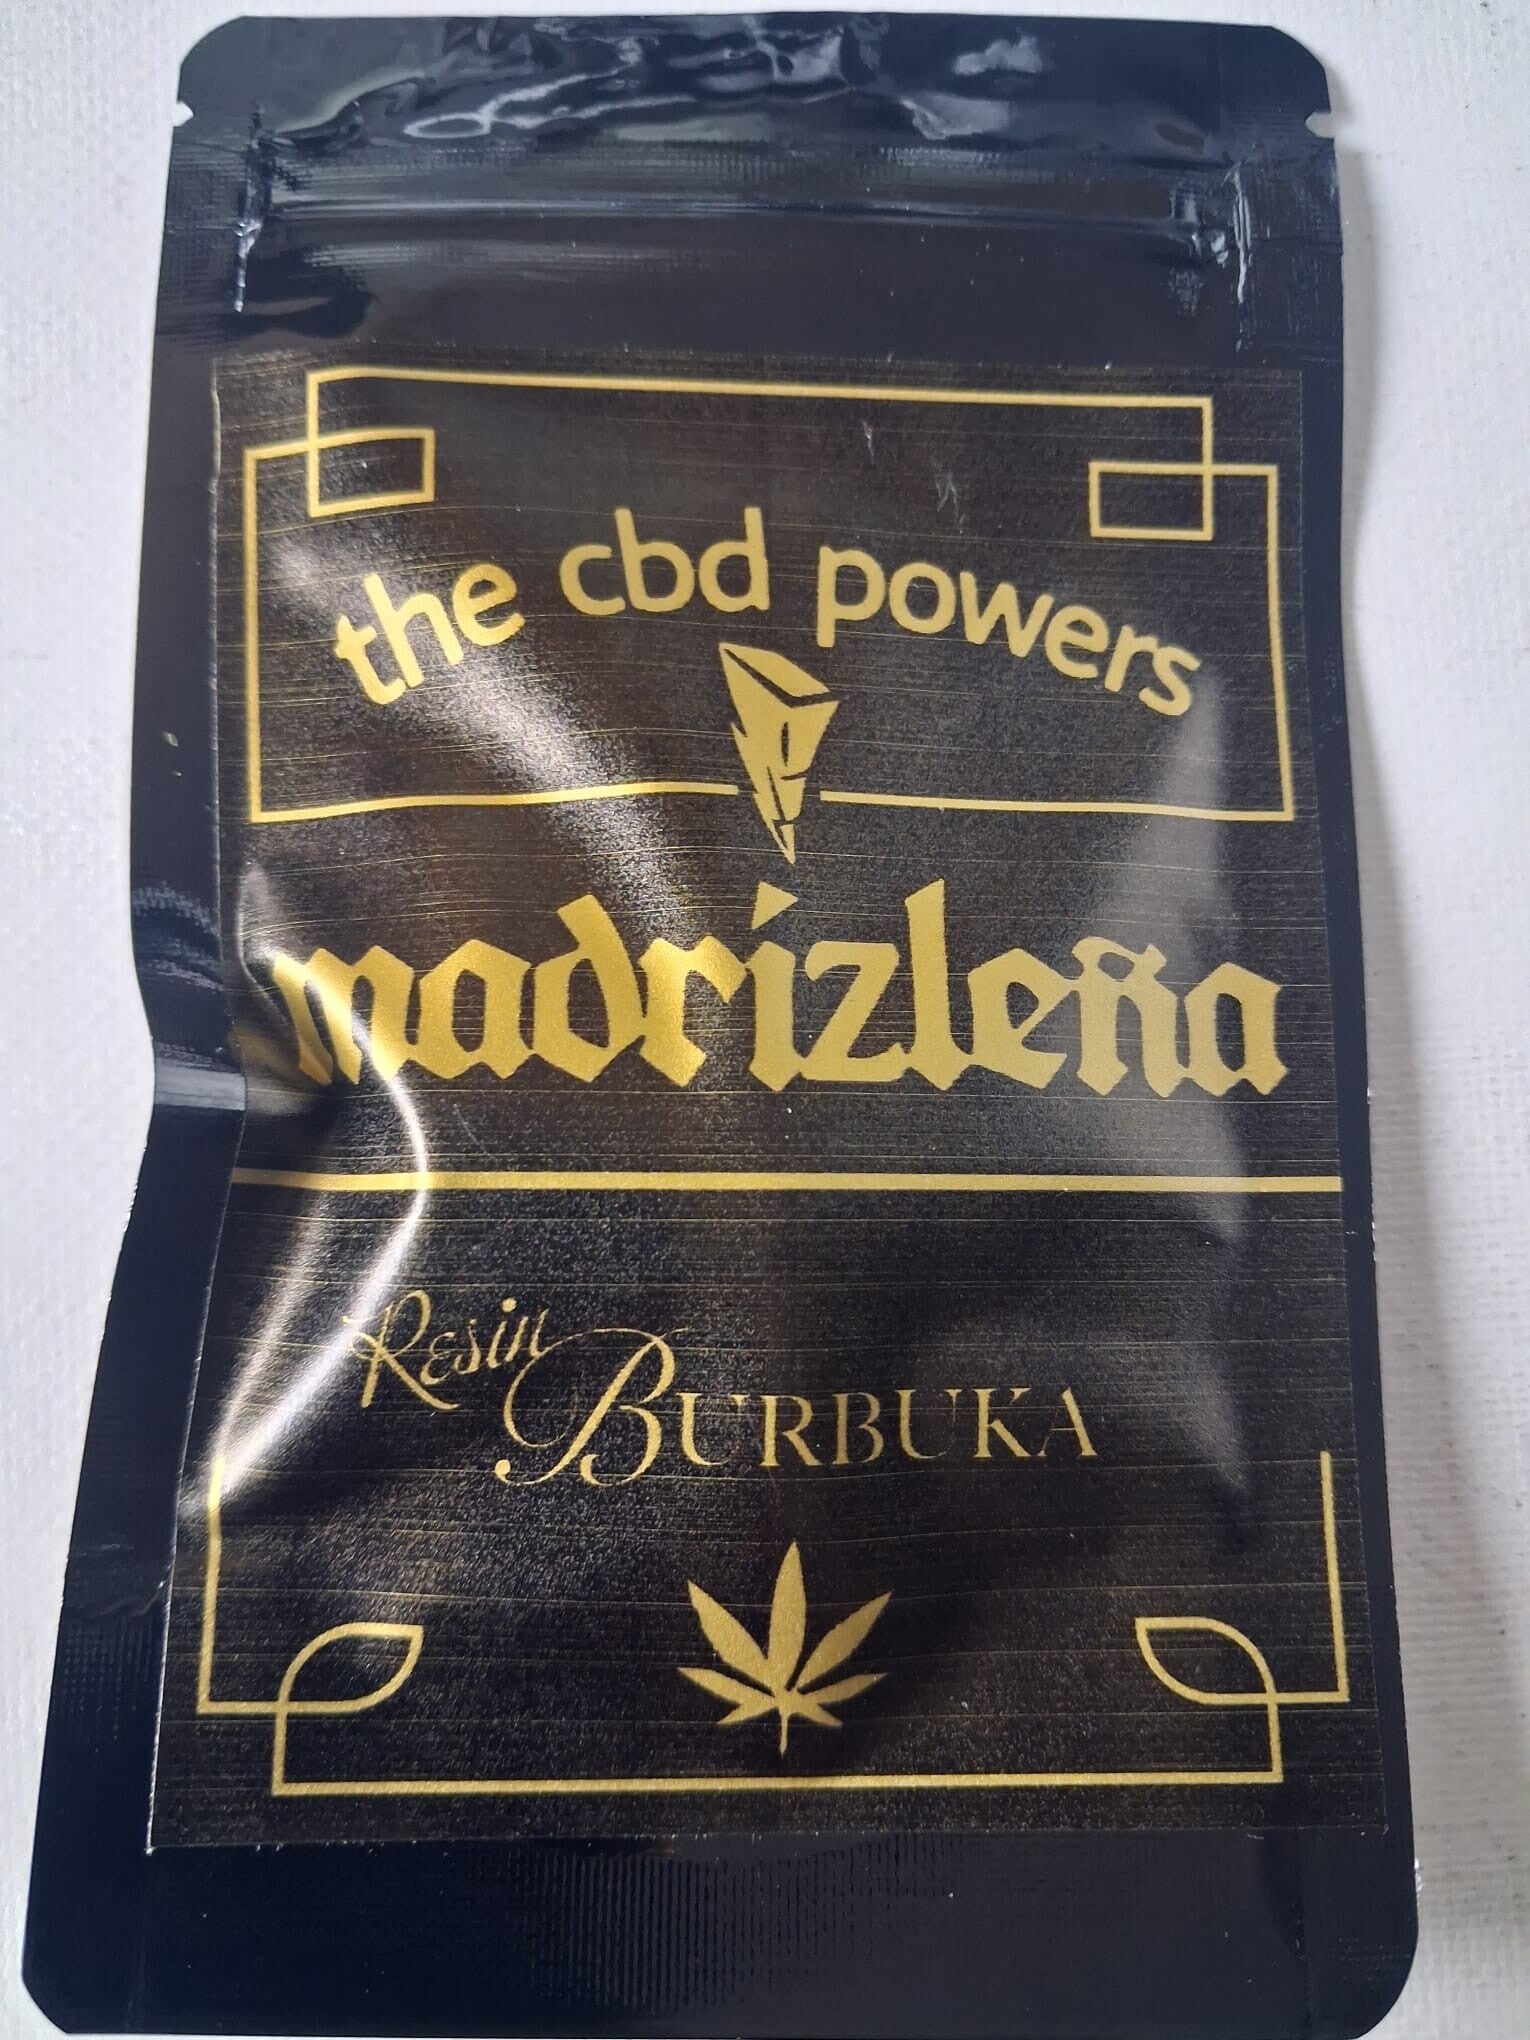 the cbd powers
madrizleña
Resin
BURBUKA